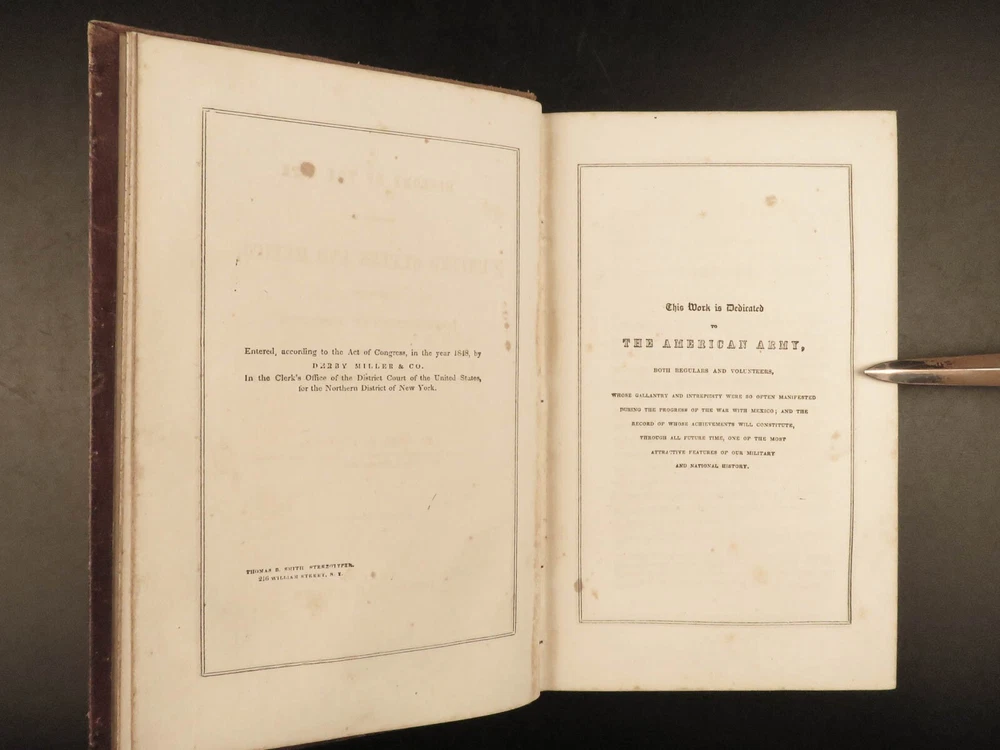 Entered, according to the Act of Congress, in the year 1848, by
DERBY MILLER & CO.
In the Clerk's Office of the District Court of the United States,
for the Northern District of New York.
THOMAS B. SMITH, STEREOTYPER,
216 WILLIAM STREET, N. Y.
This Work is Dedicated
TO
THE AMERICAN ARMY,
BOTH REGULARS AND VOLUNTEERS,
WHOSE GALLANTRY AND INTREPIDITY WERE SO OFTEN MANIFESTED
DURING THE PROGRESS OF THE WAR WITH MEXICO; AND THE
RECORD OF WHOSE ACHIEVEMENTS WILL CONSTITUTE,
THROUGH ALL FUTURE TIME, ONE OF THE MOST
ATTRACTIVE FEATURES OF OUR MILITARY
AND NATIONAL HISTORY.